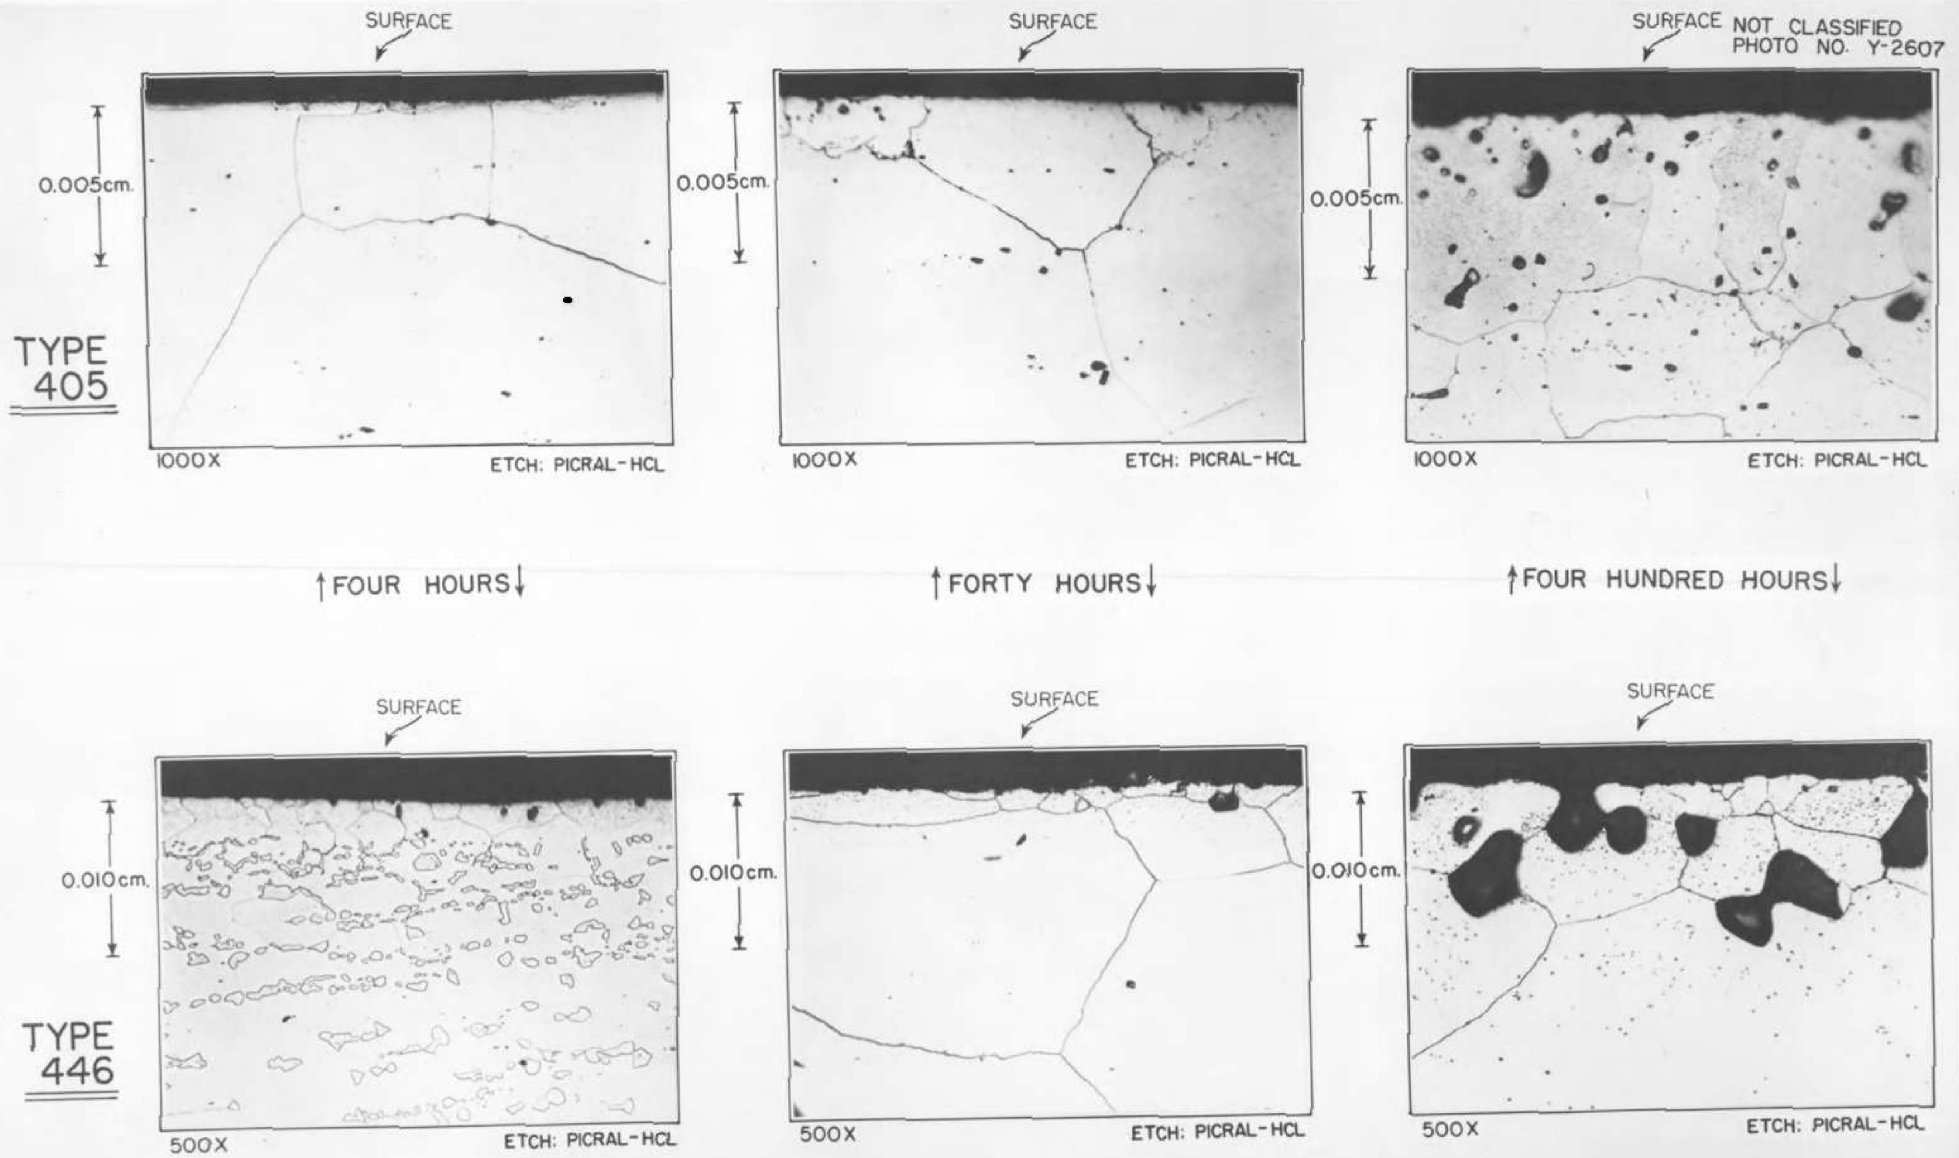 SURFACE
SURFACE
SURFACE
NOT CLASSIFIED
PHOTO NO. Y-2607
0.005cm.
0.005cm.
0.005cm.
TYPE
405
1000X
ETCH: PICRAL-HCL
1000X
ETCH: PICRAL-HCL
1000X
ETCH: PICRAL-HCL
↑FOUR HOURS↓
↑FORTY HOURS↓
↑FOUR HUNDRED HOURS↓
SURFACE
SURFACE
SURFACE
0.010cm.
0.010cm.
0.010cm.
TYPE
446
500X
ETCH: PICRAL-HCL
500X
ETCH: PICRAL-HCL
500X
ETCH: PICRAL-HCL